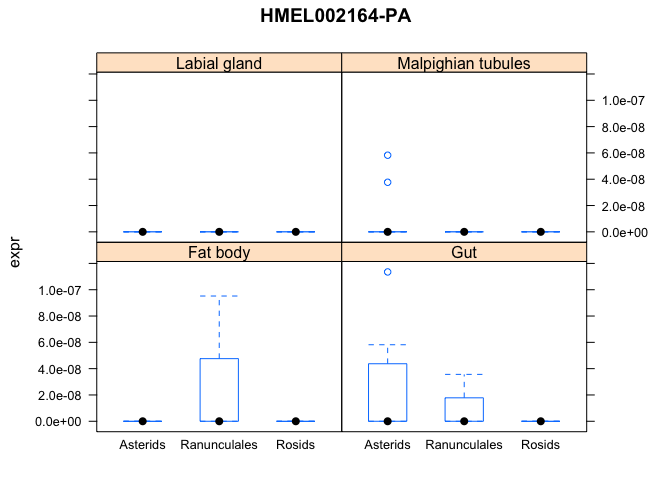 HMEL002164-PA
Labial gland
Malpighian tubules
1.0e-07
8.0e-08
6.0e-08
4.0e-08
2.0e-08
0.0e+00
expr
Fat body
Gut
1.0e-07
8.0e-08
6.0e-08
4.0e-08
2.0e-08
0.0e+00
Asterids Ranunculales Rosids
Asterids Ranunculales Rosids